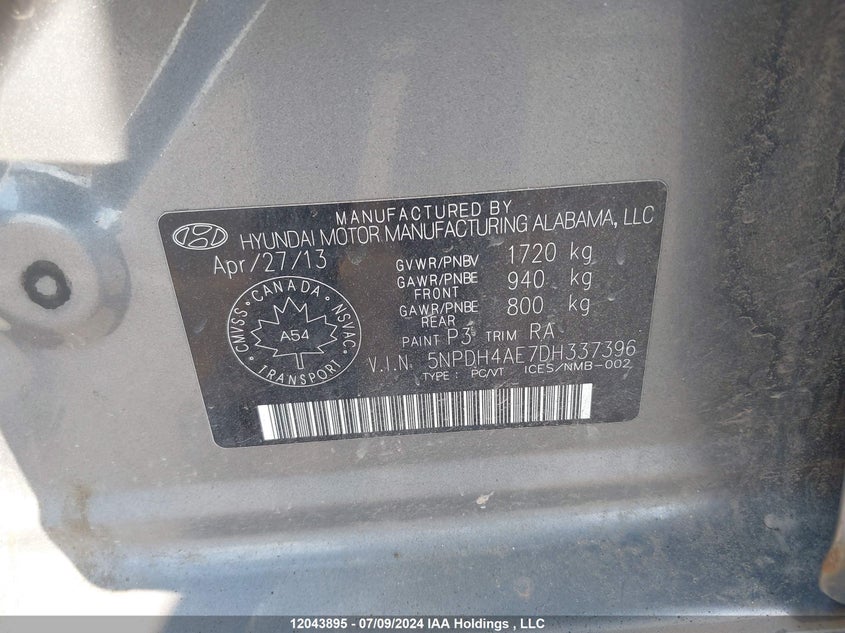 MANUFACTURED BY
HYUNDAI MOTOR MANUFACTURING ALABAMA, LLC
Apr/27/13
GVWR/PNBV 1720 kg
GAWR/PNBE FRONT 940 kg
GAWR/PNBE REAR 800 kg
PAINT P3 TRIM RA
V.I.N. 5NPDH4AE7DH337396
TYPE : PC/VT ICES/NMB-002
CMVSS • CANADA • NSVAC
A54
TRANSPORT
12043895 - 07/09/2024 IAA Holdings , LLC